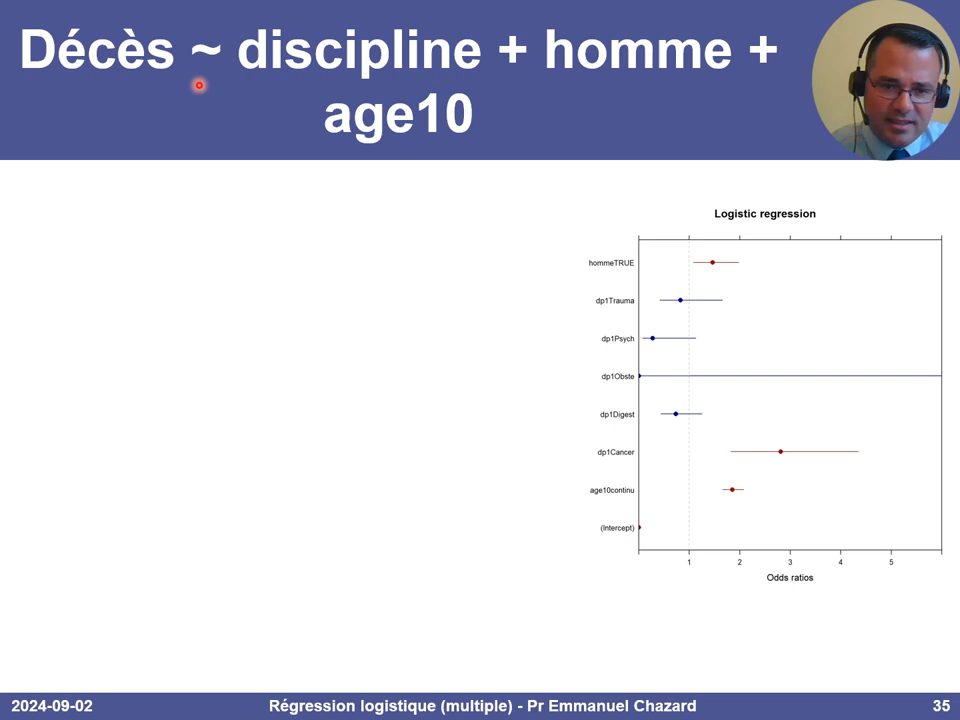 Décès ~ discipline + homme +
age10
Logistic regression
hommeTRUE
dp1Trauma
dp1Psych
dp1Obste
dp1Digest
dp1Cancer
age10continu
(Intercept)
1 2 3 4 5
Odds ratios
2024-09-02 Régression logistique (multiple) - Pr Emmanuel Chazard 35